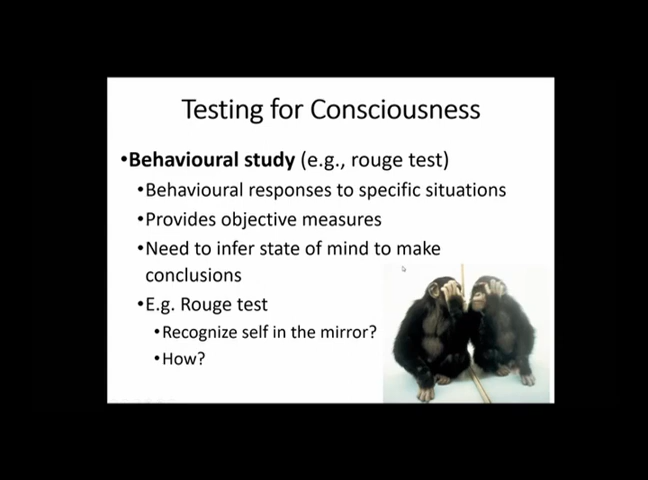 Testing for Consciousness
•Behavioural study (e.g., rouge test)
•Behavioural responses to specific situations
•Provides objective measures
•Need to infer state of mind to make
conclusions
•E.g. Rouge test
•Recognize self in the mirror?
•How?